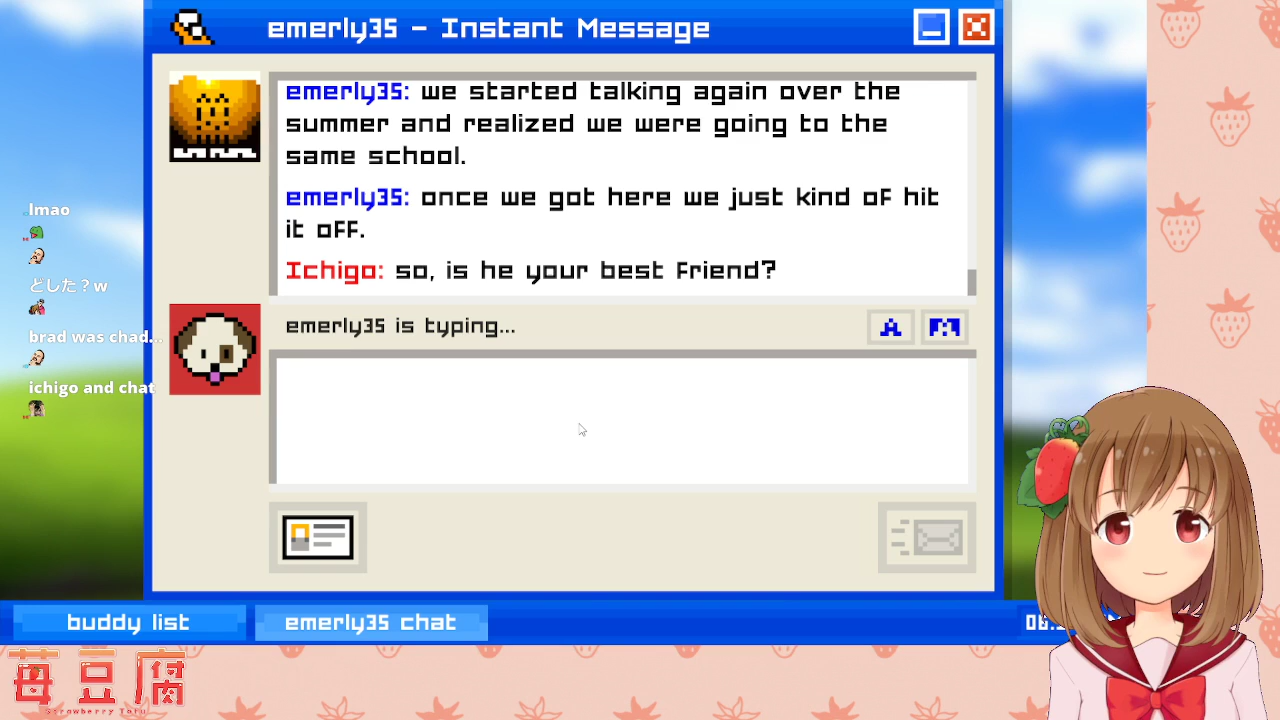 emerly35 - Instant Message
emerly35: we started talking again over the
summer and realized we were going to the
same school.
emerly35: once we got here we just kind of hit
it off.
Ichigo: so, is he your best friend?
emerly35 is typing...
A
lmao
どした？w
brad was chad...
ichigo and chat
buddy list
emerly35 chat
苺豆腐
Strawberry Tofu